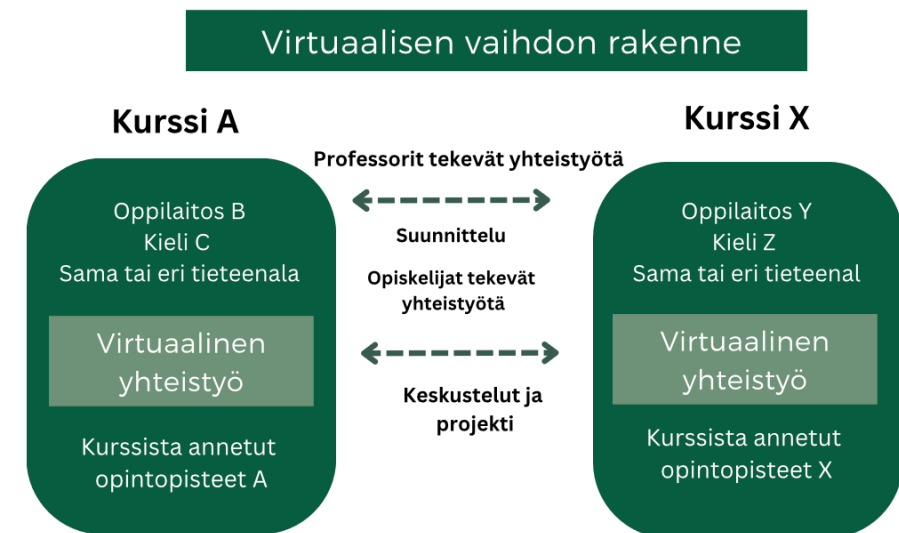 Virtuaalisen vaihdon rakenne
Kurssi A
Oppilaitos B
Kieli C
Sama tai eri tieteenala
Virtuaalinen
yhteistyö
Kurssista annetut
opintopisteet A
Professorit tekevät yhteistyötä
Suunnittelu
Opiskelijat tekevät
yhteistyötä
Keskustelut ja
projekti
Kurssi X
Oppilaitos Y
Kieli Z
Sama tai eri tieteenal
Virtuaalinen
yhteistyö
Kurssista annetut
opintopisteet X